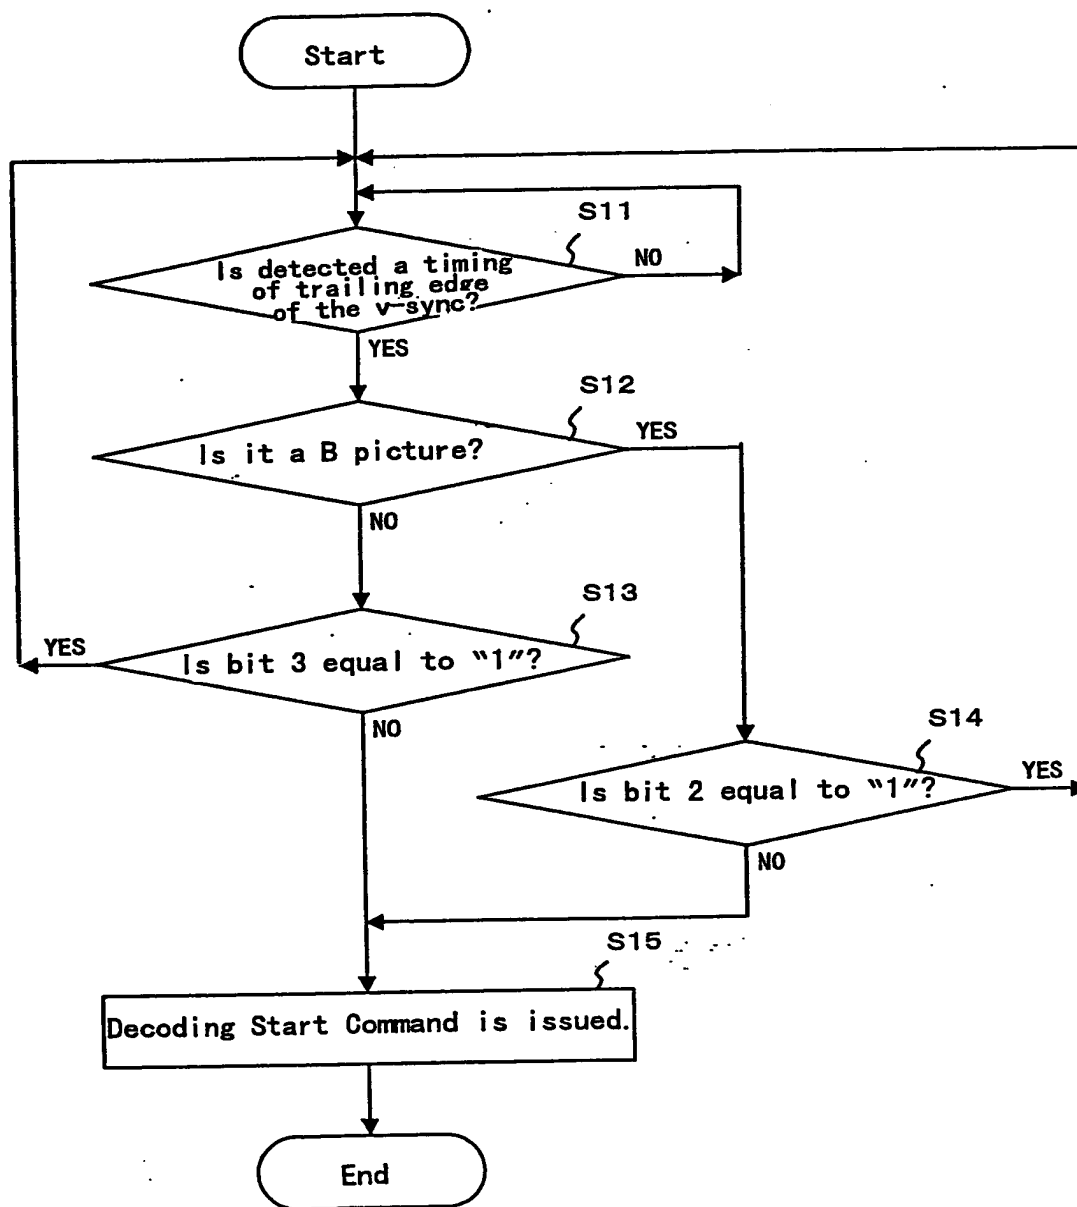 Start
S11
Is detected a timing
of trailing edge
of the v-sync?
NO
YES
S12
Is it a B picture?
YES
NO
S13
YES
Is bit 3 equal to "1"?
NO
S14
Is bit 2 equal to "1"?
YES
NO
S15
Decoding Start Command is issued.
End